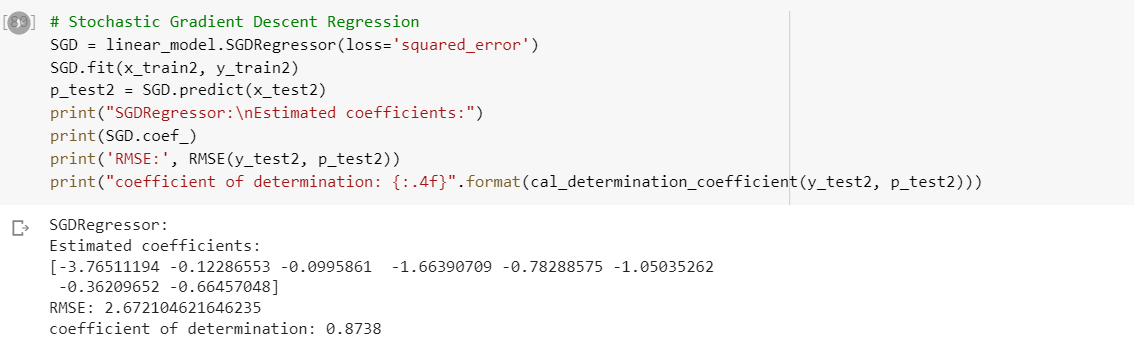 [89] # Stochastic Gradient Descent Regression
SGD = linear_model.SGDRegressor(loss='squared_error')
SGD.fit(x_train2, y_train2)
p_test2 = SGD.predict(x_test2)
print("SGDRegressor:\nEstimated coefficients:")
print(SGD.coef_)
print('RMSE:', RMSE(y_test2, p_test2))
print("coefficient of determination: {:.4f}".format(cal_determination_coefficient(y_test2, p_test2)))
SGDRegressor:
Estimated coefficients:
[-3.76511194 -0.12286553 -0.0995861  -1.66390709 -0.78288575 -1.05035262
 -0.36209652 -0.66457048]
RMSE: 2.672104621646235
coefficient of determination: 0.8738